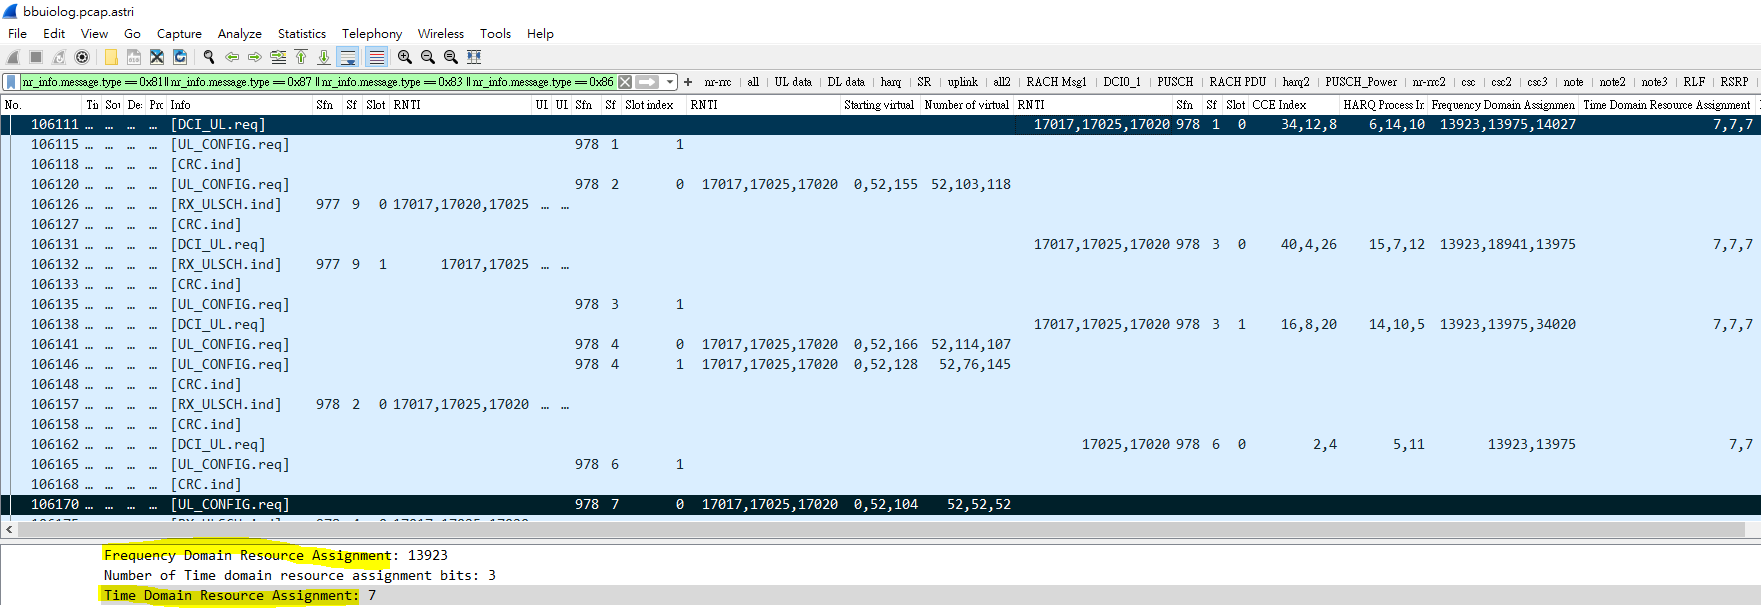 bbuiolog.pcap.astri
File Edit View Go Capture Analyze Statistics Telephony Wireless Tools Help
nr_info.message.type == 0x81 || nr_info.message.type == 0x87 || nr_info.message.type == 0x83 || nr_info.message.type == 0x86 + nr-rrc all UL data DL data harq SR uplink all2 RACH Msg1 DCI0_1 PUSCH RACH PDU harq2 PUSCH_Power nr-rrc2 csc csc2 csc3 note note2 note3 RLF RSRP
No. Ti Sou De: Pro Info Sfn Sf Slot RNTI UI UI Sfn Sf Slot index RNTI Starting virtual Number of virtual RNTI Sfn Sf Slot CCE Index HARQ Process Ir Frequency Domain Assignmen Time Domain Resource Assignment
106111 … … … … [DCI_UL.req] 17017,17025,17020 978 1 0 34,12,8 6,14,10 13923,13975,14027 7,7,7
106115 … … … … [UL_CONFIG.req] 978 1 1
106118 … … … … [CRC.ind]
106120 … … … … [UL_CONFIG.req] 978 2 0 17017,17025,17020 0,52,155 52,103,118
106126 … … … … [RX_ULSCH.ind] 977 9 0 17017,17020,17025 … …
106127 … … … … [CRC.ind]
106131 … … … … [DCI_UL.req] 17017,17025,17020 978 3 0 40,4,26 15,7,12 13923,18941,13975 7,7,7
106132 … … … … [RX_ULSCH.ind] 977 9 1 17017,17025 … …
106133 … … … … [CRC.ind]
106135 … … … … [UL_CONFIG.req] 978 3 1
106138 … … … … [DCI_UL.req] 17017,17025,17020 978 3 1 16,8,20 14,10,5 13923,13975,34020 7,7,7
106141 … … … … [UL_CONFIG.req] 978 4 0 17017,17025,17020 0,52,166 52,114,107
106146 … … … … [UL_CONFIG.req] 978 4 1 17017,17025,17020 0,52,128 52,76,145
106148 … … … … [CRC.ind]
106157 … … … … [RX_ULSCH.ind] 978 2 0 17017,17025,17020 … …
106158 … … … … [CRC.ind]
106162 … … … … [DCI_UL.req] 17025,17020 978 6 0 2,4 5,11 13923,13975 7,7
106165 … … … … [UL_CONFIG.req] 978 6 1
106168 … … … … [CRC.ind]
106170 … … … … [UL_CONFIG.req] 978 7 0 17017,17025,17020 0,52,104 52,52,52
Frequency Domain Resource Assignment: 13923
Number of Time domain resource assignment bits: 3
Time Domain Resource Assignment: 7